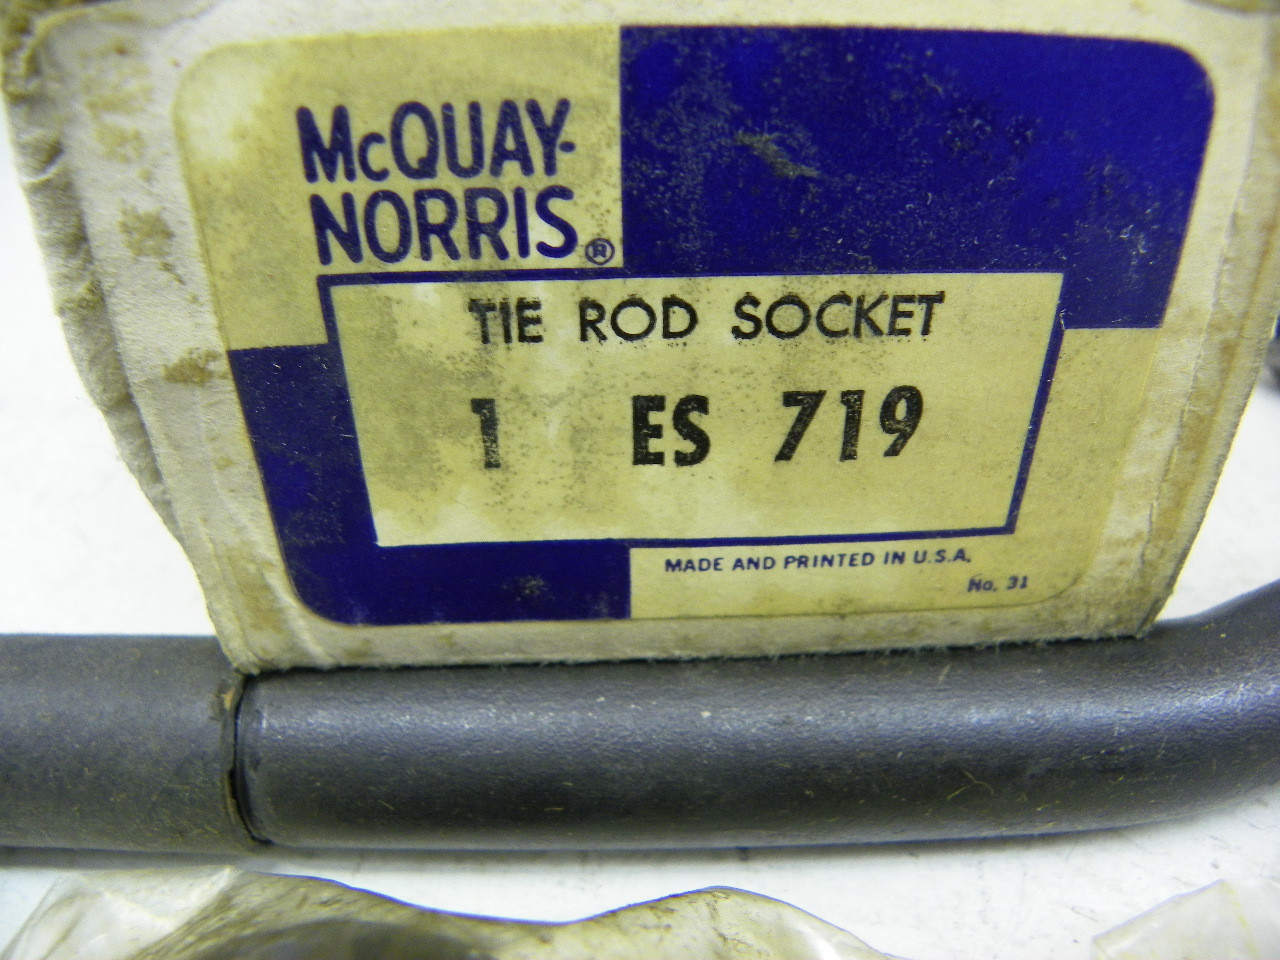 McQUAY-
NORRIS®
TIE ROD SOCKET
1 ES 719
MADE AND PRINTED IN U.S.A.
No. 31